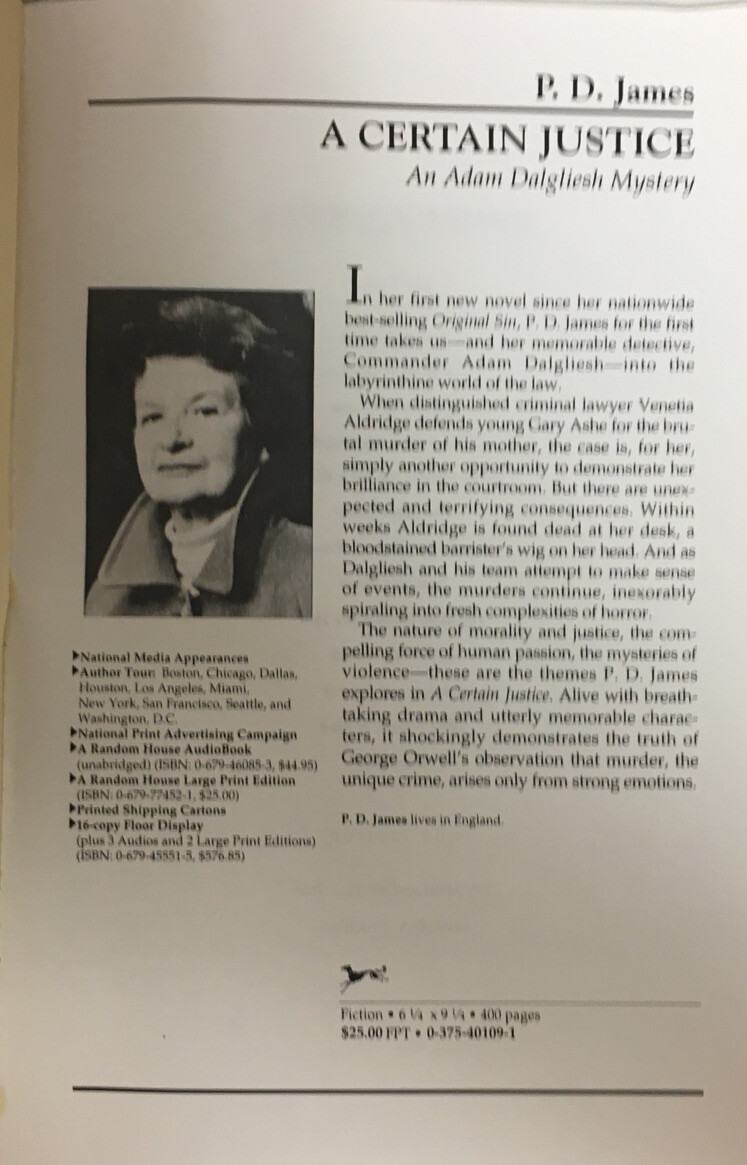 P. D. James
A CERTAIN JUSTICE
An Adam Dalgliesh Mystery
In her first new novel since her nationwide
best-selling Original Sin, P. D. James for the first
time takes us—and her memorable detective,
Commander Adam Dalgliesh—into the
labyrinthine world of the law.
When distinguished criminal lawyer Venetia
Aldridge defends young Gary Ashe for the bru-
tal murder of his mother, the case is, for her,
simply another opportunity to demonstrate her
brilliance in the courtroom. But there are unex-
pected and terrifying consequences. Within
weeks Aldridge is found dead at her desk, a
bloodstained barrister's wig on her head. And as
Dalgliesh and his team attempt to make sense
of events, the murders continue, inexorably
spiraling into fresh complexities of horror.
The nature of morality and justice, the com-
pelling force of human passion, the mysteries of
violence—these are the themes P. D. James
explores in A Certain Justice. Alive with breath-
taking drama and utterly memorable charac-
ters, it shockingly demonstrates the truth of
George Orwell's observation that murder, the
unique crime, arises only from strong emotions.
P. D. James lives in England.
▶National Media Appearances
▶Author Tour: Boston, Chicago, Dallas,
Houston, Los Angeles, Miami,
New York, San Francisco, Seattle, and
Washington, D.C.
▶National Print Advertising Campaign
▶A Random House AudioBook
(unabridged) (ISBN: 0-679-46085-3, $44.95)
▶A Random House Large Print Edition
(ISBN: 0-679-77452-1, $25.00)
▶Printed Shipping Cartons
▶16-copy Floor Display
(plus 3 Audios and 2 Large Print Editions)
(ISBN: 0-679-45551-5, $576.85)
Fiction • 6 1/4 x 9 1/4 • 400 pages
$25.00 FPT • 0-375-40109-1